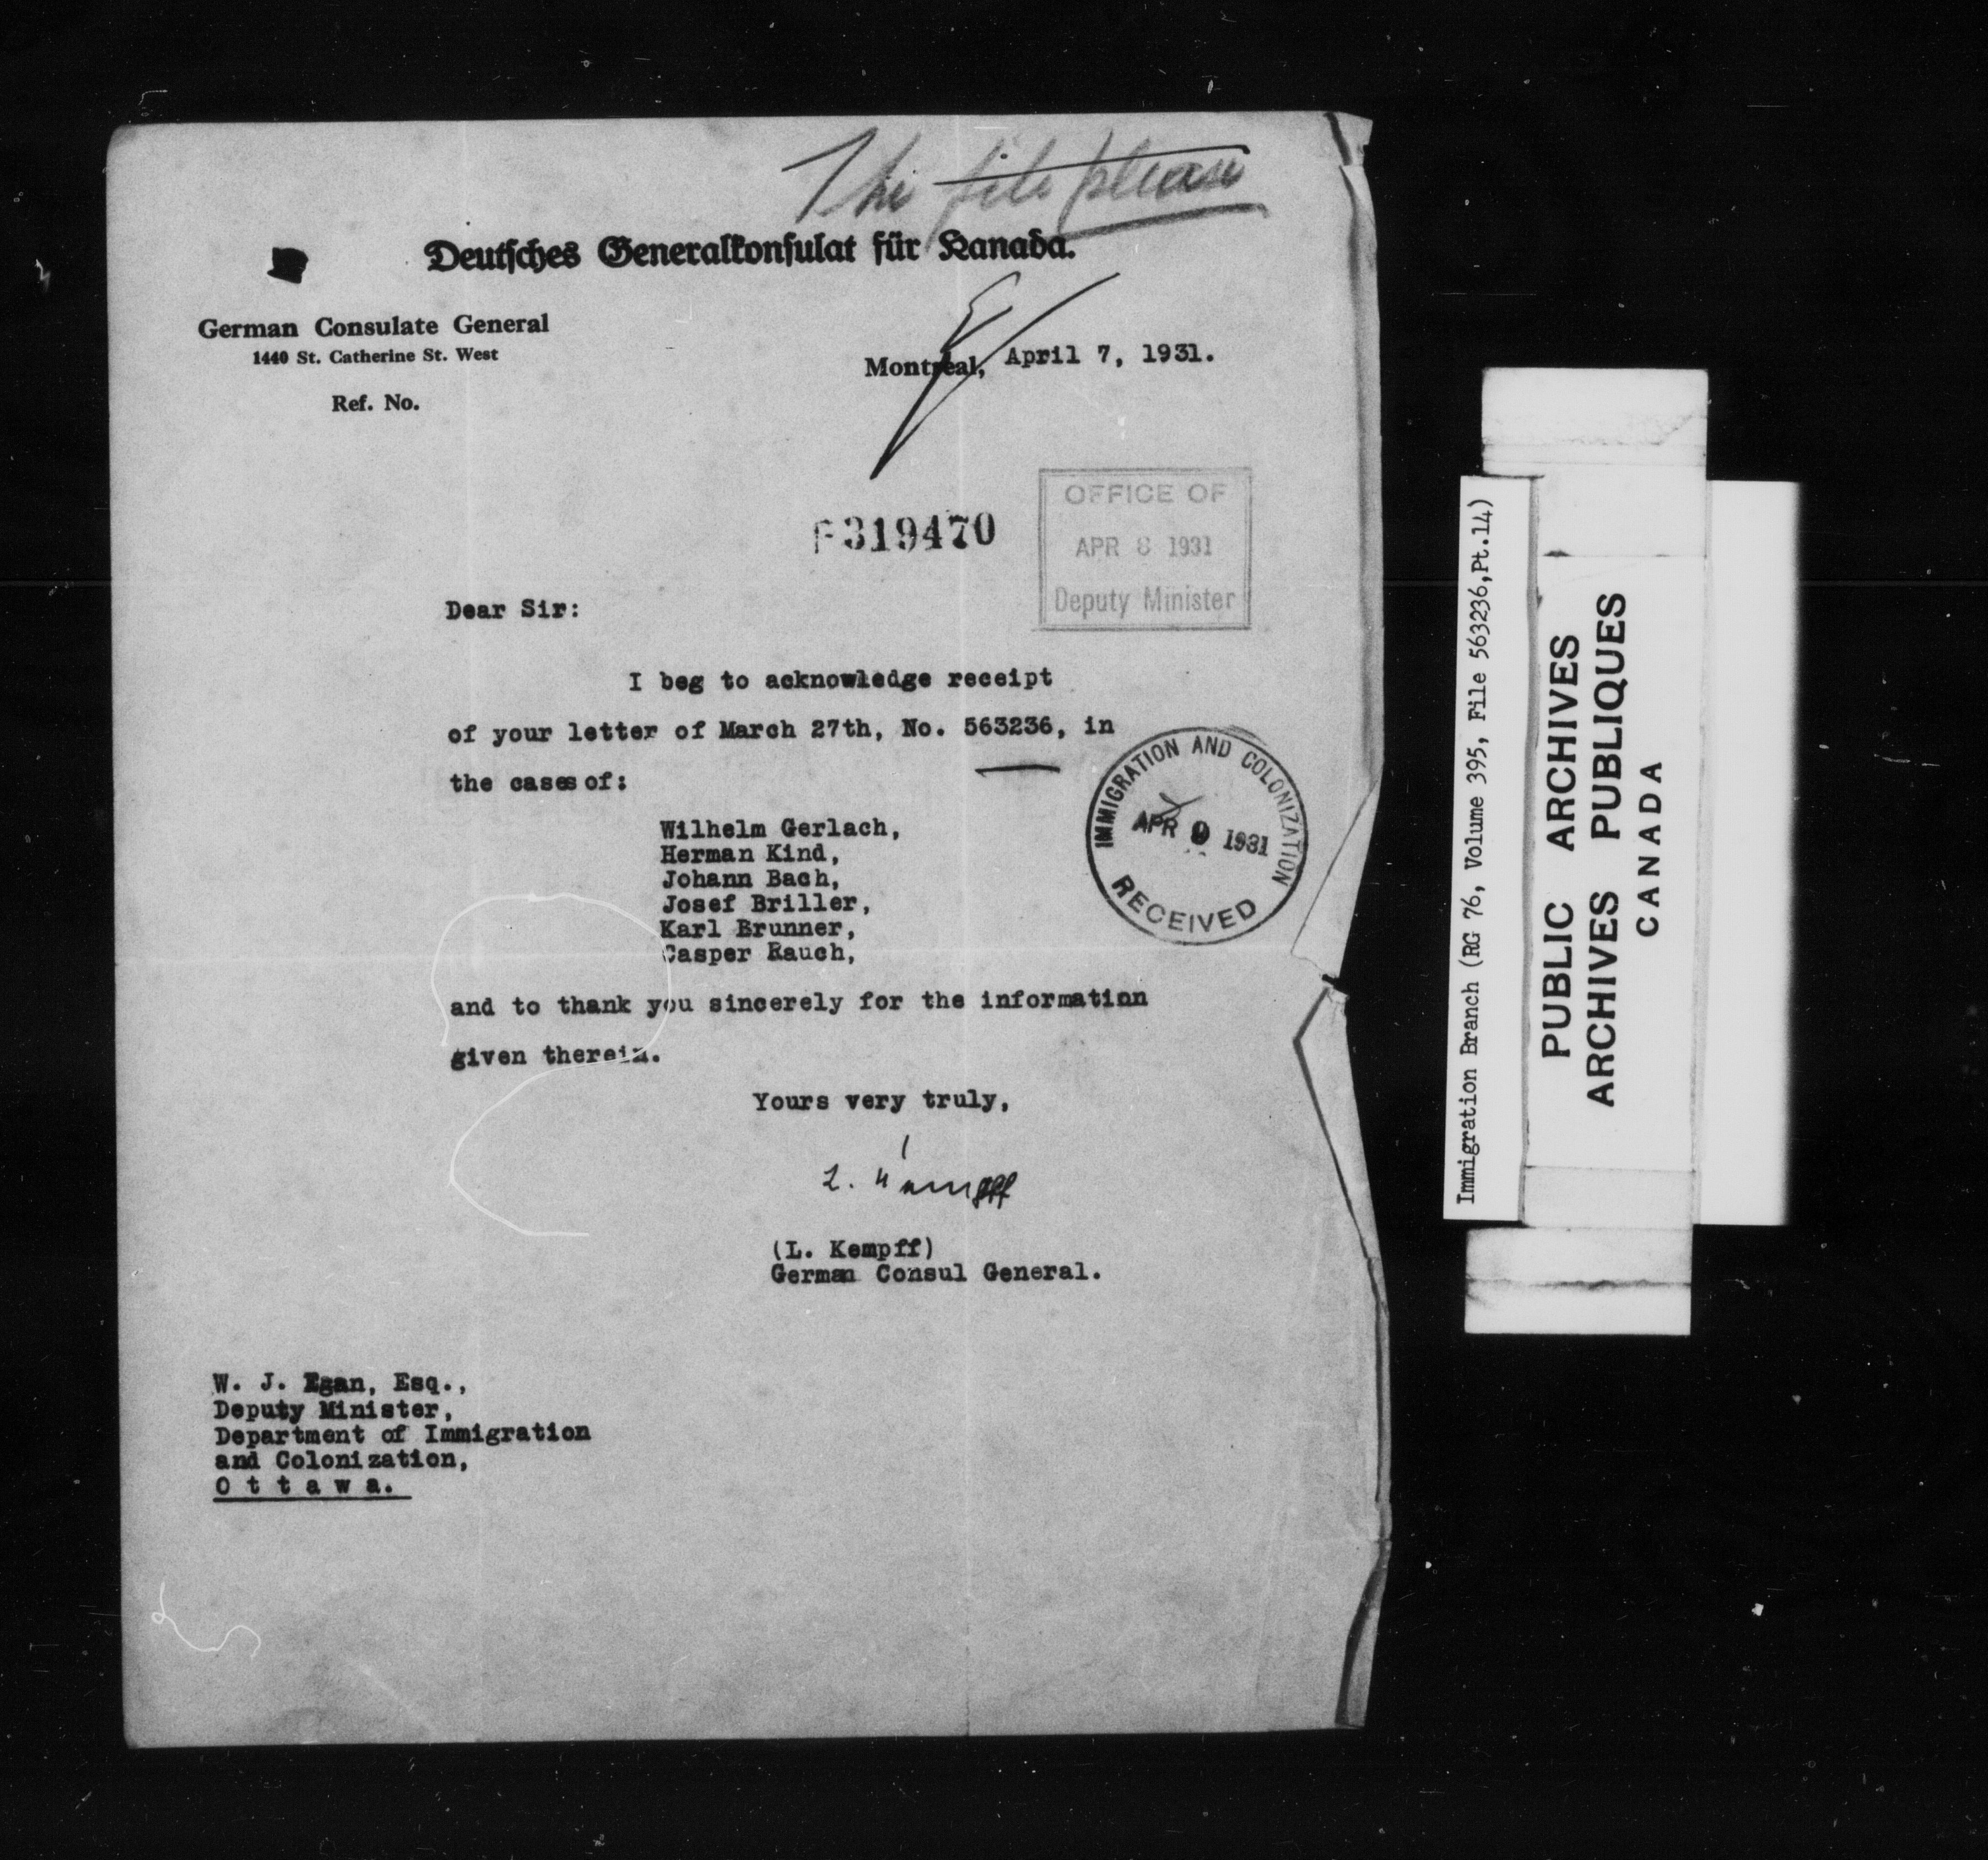 The file please
Deutsches Generalkonsulat für Kanada.
German Consulate General
1440 St. Catherine St. West
Ref. No.
Montreal, April 7, 1931.
319470
OFFICE OF
APR 8 1931
Deputy Minister
Dear Sir:
I beg to acknowledge receipt
of your letter of March 27th, No. 563236, in
the cases of:
IMMIGRATION AND COLONIZATION
APR 9 1931
RECEIVED
Wilhelm Gerlach,
Herman Kind,
Johann Bach,
Josef Briller,
Karl Brunner,
Casper Rauch,
and to thank you sincerely for the information
given therein.
Yours very truly,
L. Kempff
(L. Kempff)
German Consul General.
W. J. Egan, Esq.,
Deputy Minister,
Department of Immigration
and Colonization,
O t t a w a.
Immigration Branch (RG 76, Volume 395, File 563236,Pt.14)
PUBLIC ARCHIVES
ARCHIVES PUBLIQUES
CANADA